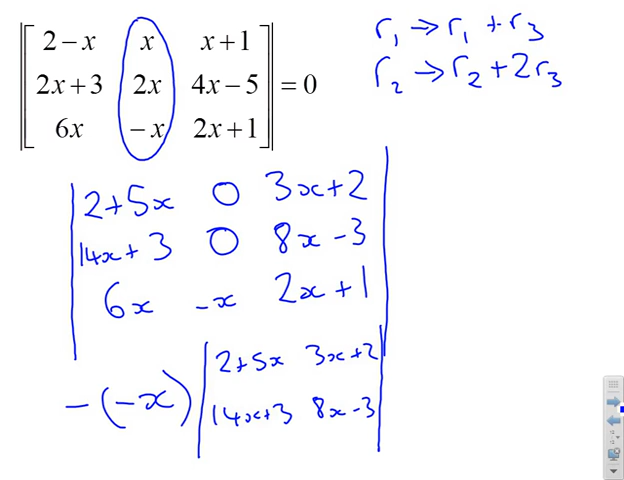 2 − x x x + 1
2x + 3 2x 4x − 5 = 0
6x −x 2x + 1
r₁ → r₁ + r₃
r₂ → r₂ + 2r₃
2+5x 0 3x+2
14x+3 0 8x-3
6x -x 2x+1
-(-x) 2+5x 3x+2
14x+3 8x-3